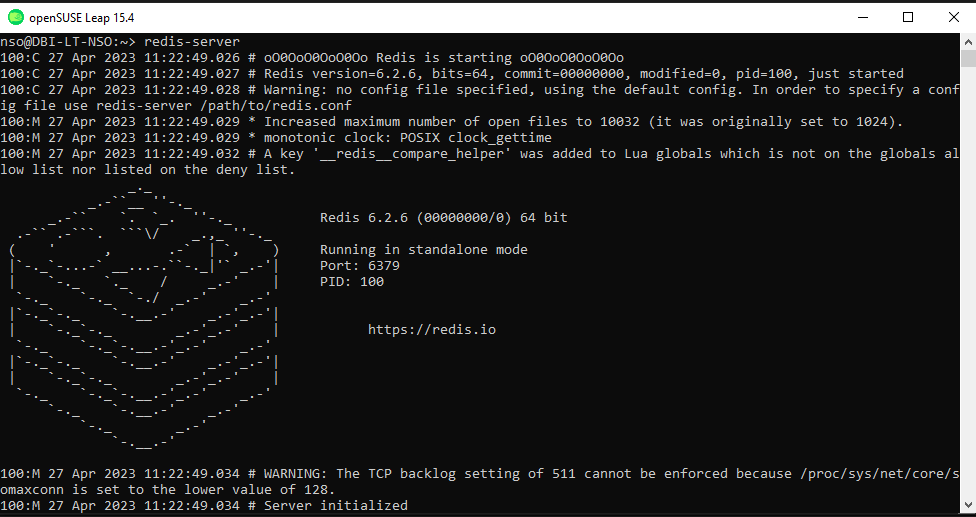 openSUSE Leap 15.4
nso@DBI-LT-NSO:~> redis-server
100:C 27 Apr 2023 11:22:49.026 # oO0OoO0OoO0Oo Redis is starting oO0OoO0OoO0Oo
100:C 27 Apr 2023 11:22:49.027 # Redis version=6.2.6, bits=64, commit=00000000, modified=0, pid=100, just started
100:C 27 Apr 2023 11:22:49.028 # Warning: no config file specified, using the default config. In order to specify a conf
ig file use redis-server /path/to/redis.conf
100:M 27 Apr 2023 11:22:49.029 * Increased maximum number of open files to 10032 (it was originally set to 1024).
100:M 27 Apr 2023 11:22:49.029 * monotonic clock: POSIX clock_gettime
100:M 27 Apr 2023 11:22:49.032 # A key '__redis__compare_helper' was added to Lua globals which is not on the globals al
low list nor listed on the deny list.
Redis 6.2.6 (00000000/0) 64 bit
Running in standalone mode
Port: 6379
PID: 100
https://redis.io
100:M 27 Apr 2023 11:22:49.034 # WARNING: The TCP backlog setting of 511 cannot be enforced because /proc/sys/net/core/s
omaxconn is set to the lower value of 128.
100:M 27 Apr 2023 11:22:49.034 # Server initialized